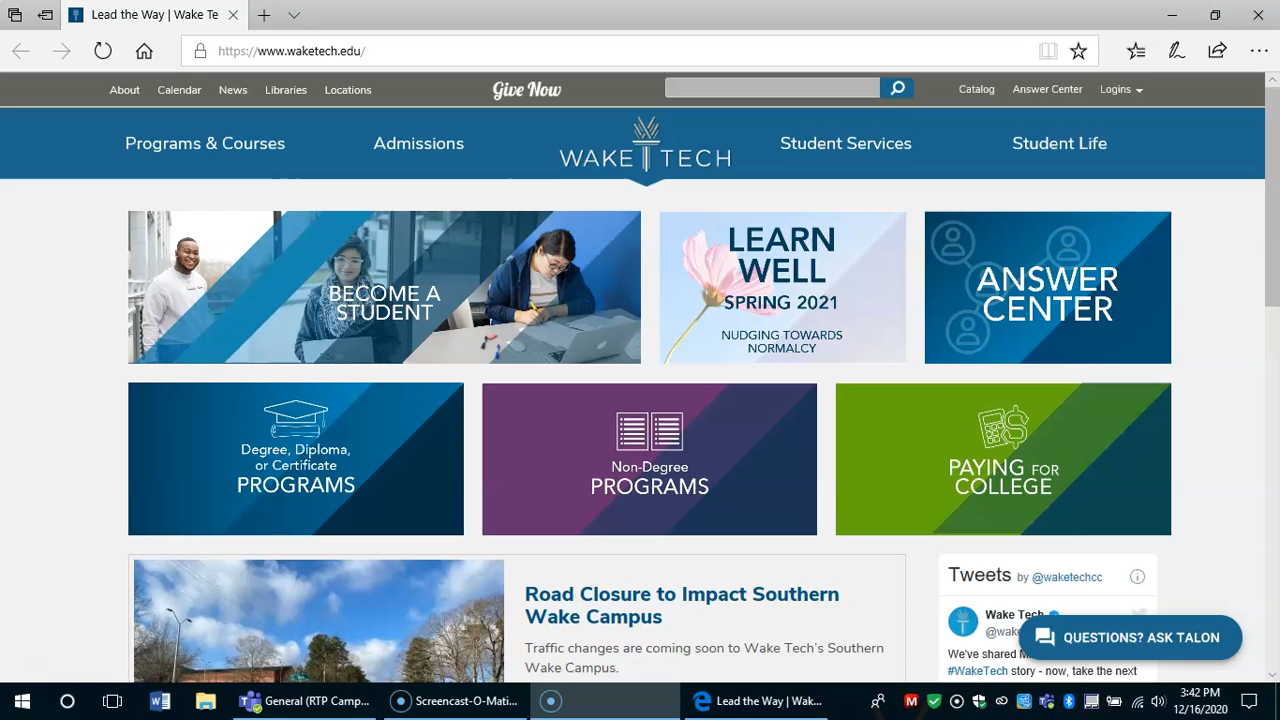 Lead the Way | Wake Te
https://www.waketech.edu/
About Calendar News Libraries Locations Give Now Catalog Answer Center Logins
Programs & Courses Admissions WAKE TECH Student Services Student Life
BECOME A
STUDENT
LEARN
WELL
SPRING 2021
NUDGING TOWARDS
NORMALCY
ANSWER
CENTER
Degree, Diploma,
or Certificate
PROGRAMS
Non-Degree
PROGRAMS
PAYING FOR
COLLEGE
Road Closure to Impact Southern
Wake Campus
Traffic changes are coming soon to Wake Tech's Southern
Wake Campus.
Tweets by @waketechcc
Wake Tech
@wake
We've shared
#WakeTech story - now, take the next
QUESTIONS? ASK TALON
General (RTP Camp... Screencast-O-Mati... Lead the Way | Wak...
3:42 PM
12/16/2020